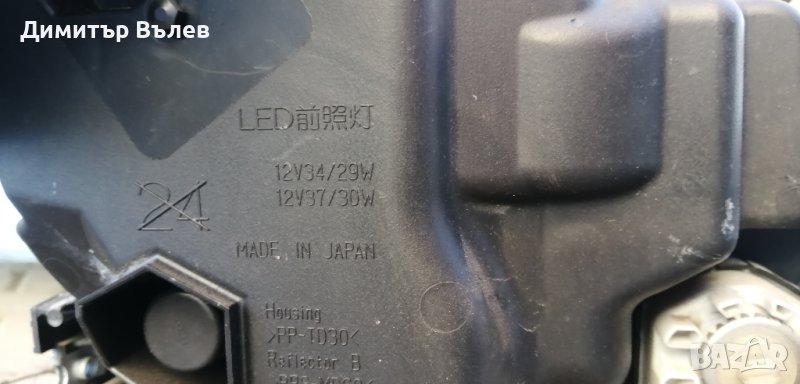 Димитър Вълев
LED前照灯
12V34/29W
12V37/30W
24
MADE IN JAPAN
Housing
>PP-TD30<
Reflector B
bazar